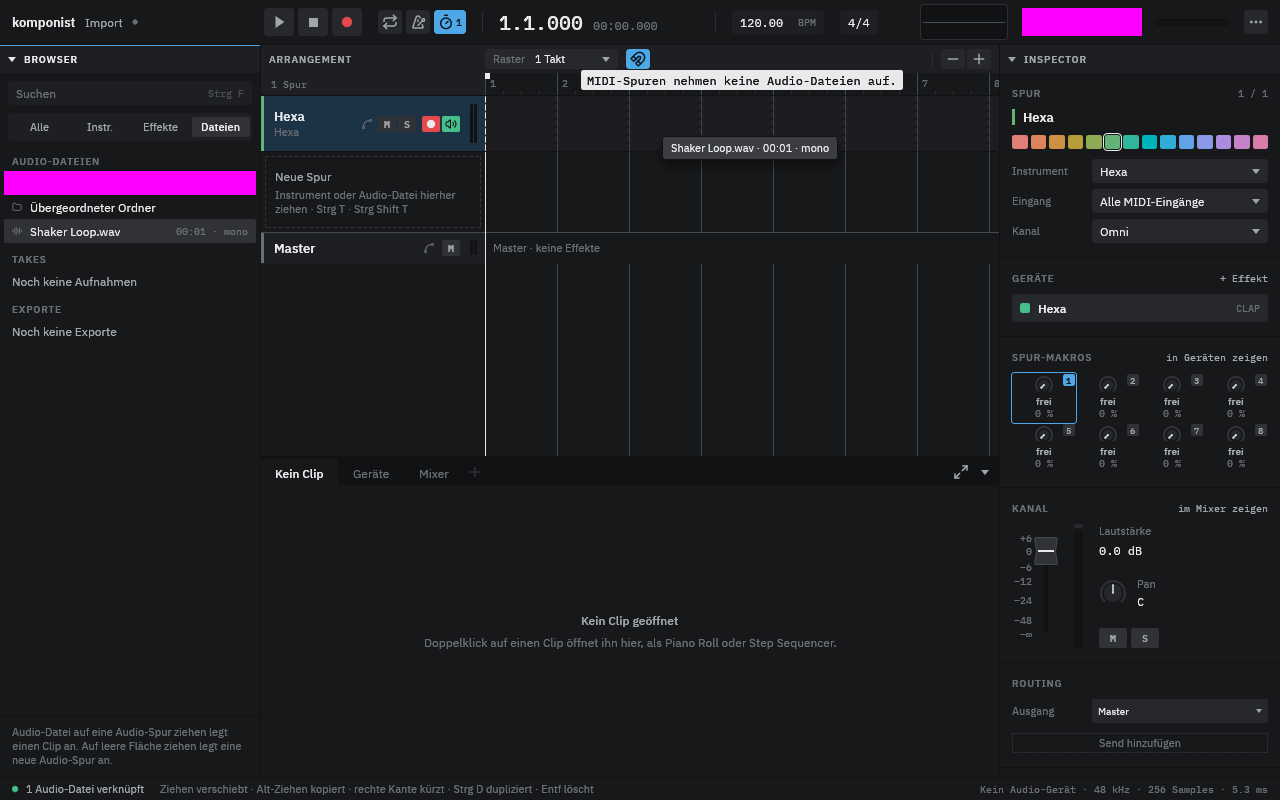 komponist Import
1
1.1.000 00:00.000
120.00 BPM 4/4
BROWSER
Suchen Strg F
Alle Instr. Effekte Dateien
AUDIO-DATEIEN
Übergeordneter Ordner
Shaker Loop.wav 00:01 · mono
TAKES
Noch keine Aufnahmen
EXPORTE
Noch keine Exporte
Audio-Datei auf eine Audio-Spur ziehen legt
einen Clip an. Auf leere Fläche ziehen legt eine
neue Audio-Spur an.
ARRANGEMENT
Raster 1 Takt
1 Spur
1 2 7 8
MIDI-Spuren nehmen keine Audio-Dateien auf.
Hexa
Hexa
M S
Shaker Loop.wav · 00:01 · mono
Neue Spur
Instrument oder Audio-Datei hierher
ziehen · Strg T · Strg Shift T
Master M
Master · keine Effekte
Kein Clip Geräte Mixer
Kein Clip geöffnet
Doppelklick auf einen Clip öffnet ihn hier, als Piano Roll oder Step Sequencer.
INSPECTOR
SPUR 1 / 1
Hexa
Instrument Hexa
Eingang Alle MIDI-Eingänge
Kanal Omni
GERÄTE + Effekt
Hexa CLAP
SPUR-MAKROS in Geräten zeigen
1 2 3 4
frei frei frei frei
0 % 0 % 0 % 0 %
5 6 7 8
frei frei frei frei
0 % 0 % 0 % 0 %
KANAL im Mixer zeigen
+6
0
−6
−12
−24
−48
−∞
Lautstärke
0.0 dB
Pan
C
M S
ROUTING
Ausgang Master
Send hinzufügen
1 Audio-Datei verknüpft Ziehen verschiebt · Alt-Ziehen kopiert · rechte Kante kürzt · Strg D dupliziert · Entf löscht
Kein Audio-Gerät · 48 kHz · 256 Samples · 5.3 ms